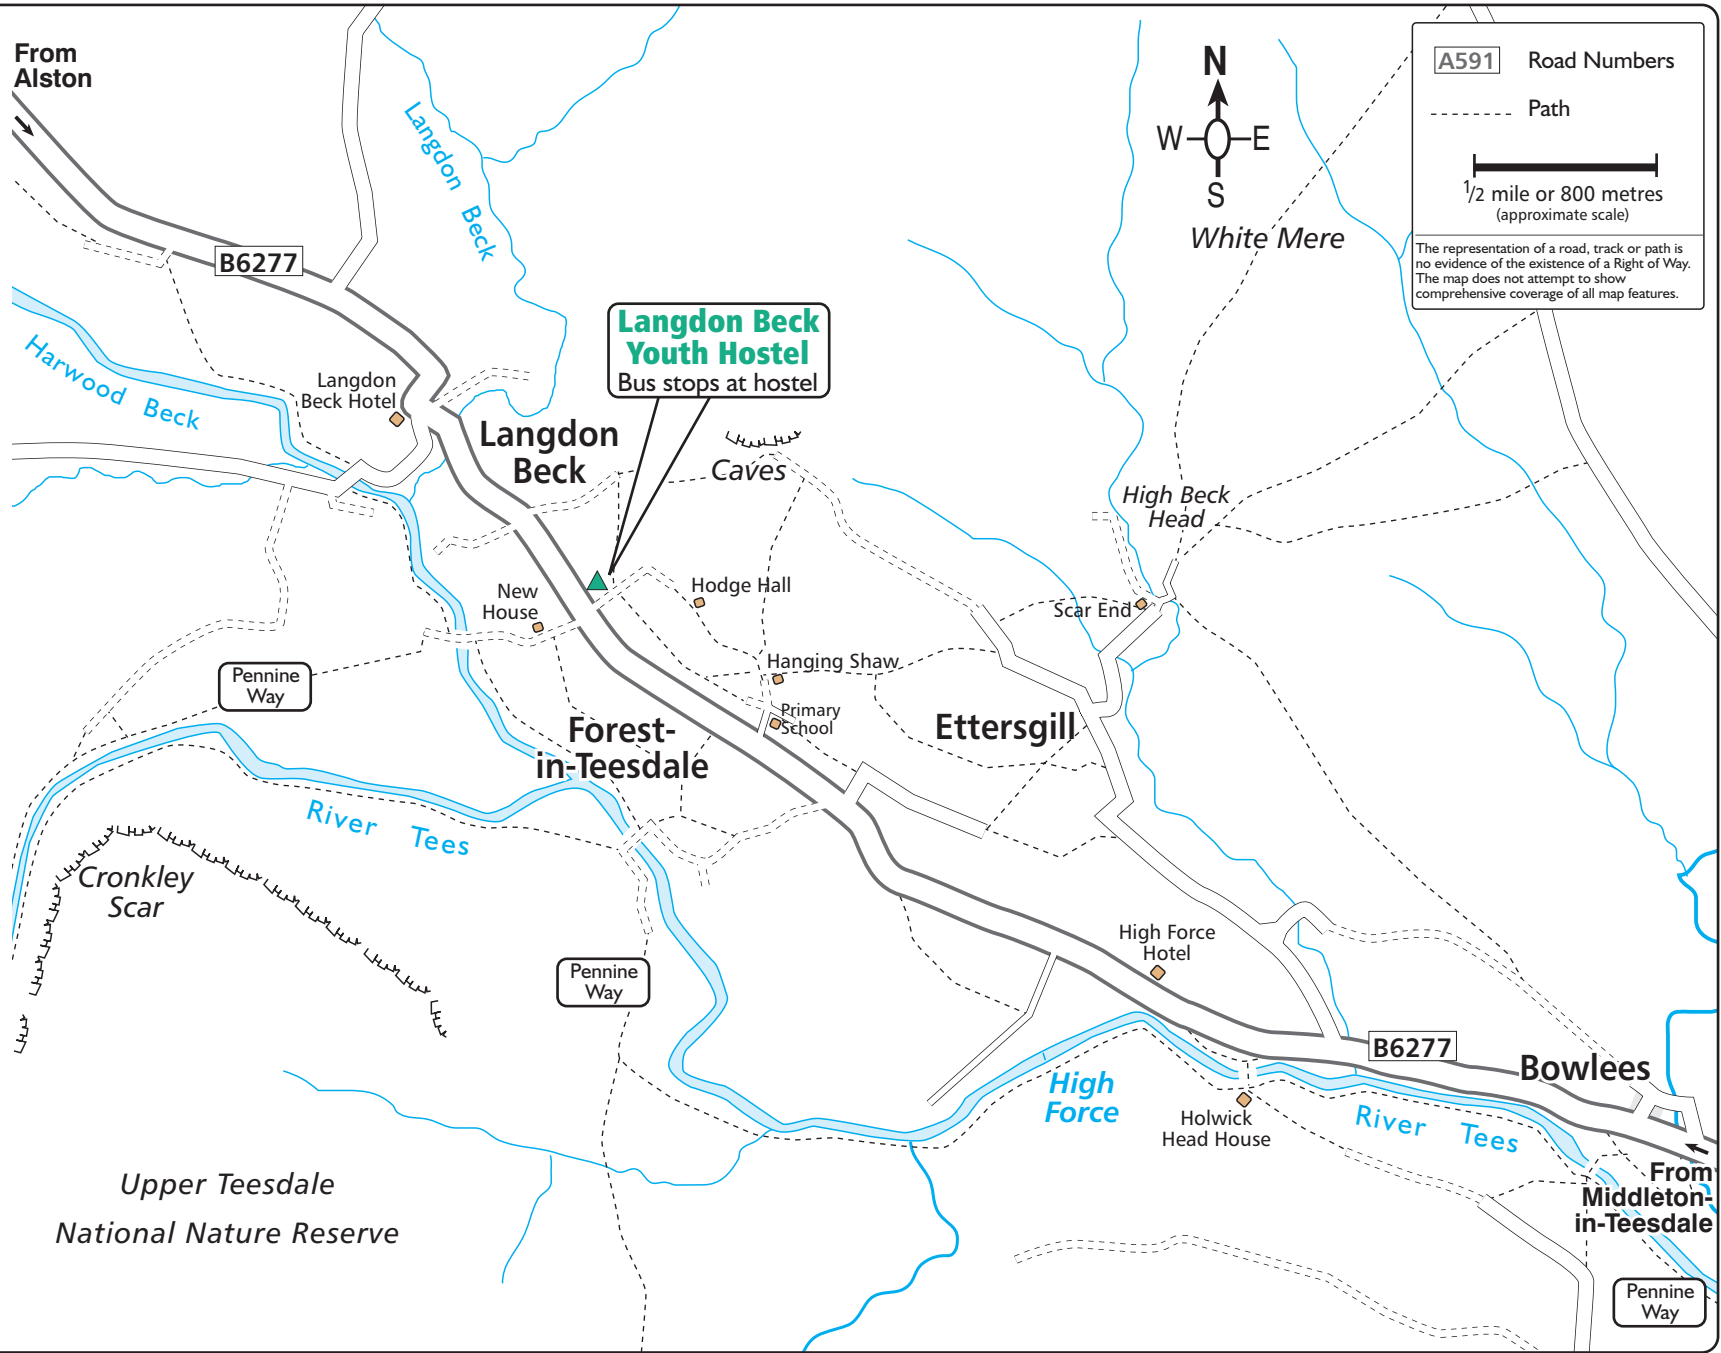 From
Alston
N
W E
S
A591 Road Numbers
Path
1/2 mile or 800 metres
(approximate scale)
The representation of a road, track or path is
no evidence of the existence of a Right of Way.
The map does not attempt to show
comprehensive coverage of all map features.
Langdon Beck
White Mere
B6277
Harwood Beck
Langdon
Beck Hotel
Langdon Beck
Youth Hostel
Bus stops at hostel
Langdon
Beck
Caves
High Beck
Head
New
House
Hodge Hall
Scar End
Pennine
Way
Hanging Shaw
Primary
School
Forest-
in-Teesdale
Ettersgill
River Tees
Cronkley
Scar
Pennine
Way
High Force
Hotel
B6277
Bowlees
High
Force
Holwick
Head House
River Tees
From
Middleton-
in-Teesdale
Upper Teesdale
National Nature Reserve
Pennine
Way